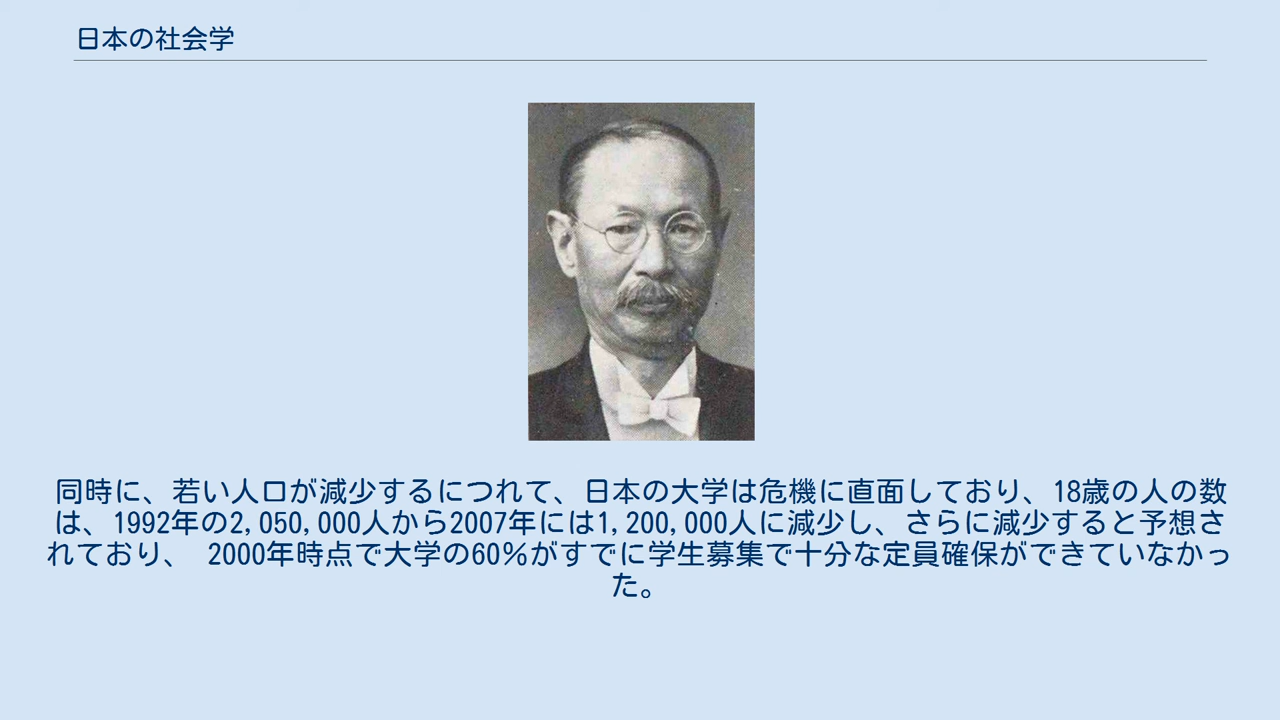 日本の社会学
同時に、若い人口が減少するにつれて、日本の大学は危機に直面しており、18歳の人の数
は、1992年の2,050,000人から2007年には1,200,000人に減少し、さらに減少すると予想さ
れており、 2000年時点で大学の60%がすでに学生募集で十分な定員確保ができていなかっ
た。